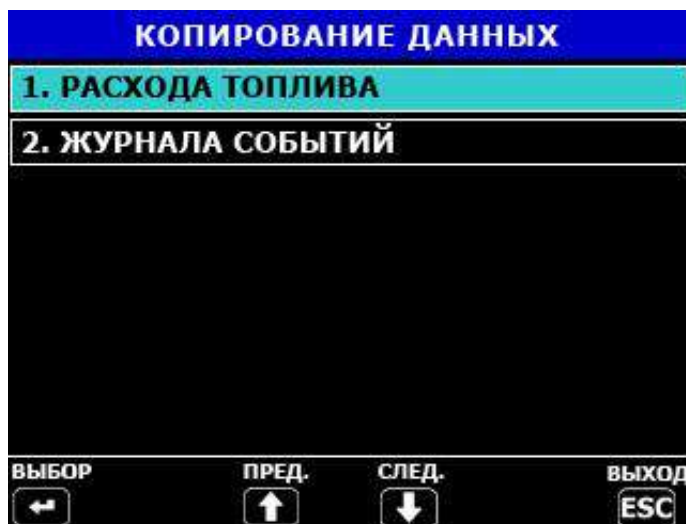 КОПИРОВАНИЕ ДАННЫХ
1. РАСХОДА ТОПЛИВА
2. ЖУРНАЛА СОБЫТИЙ
ВЫБОР ПРЕД. СЛЕД. ВЫХОД
ESC